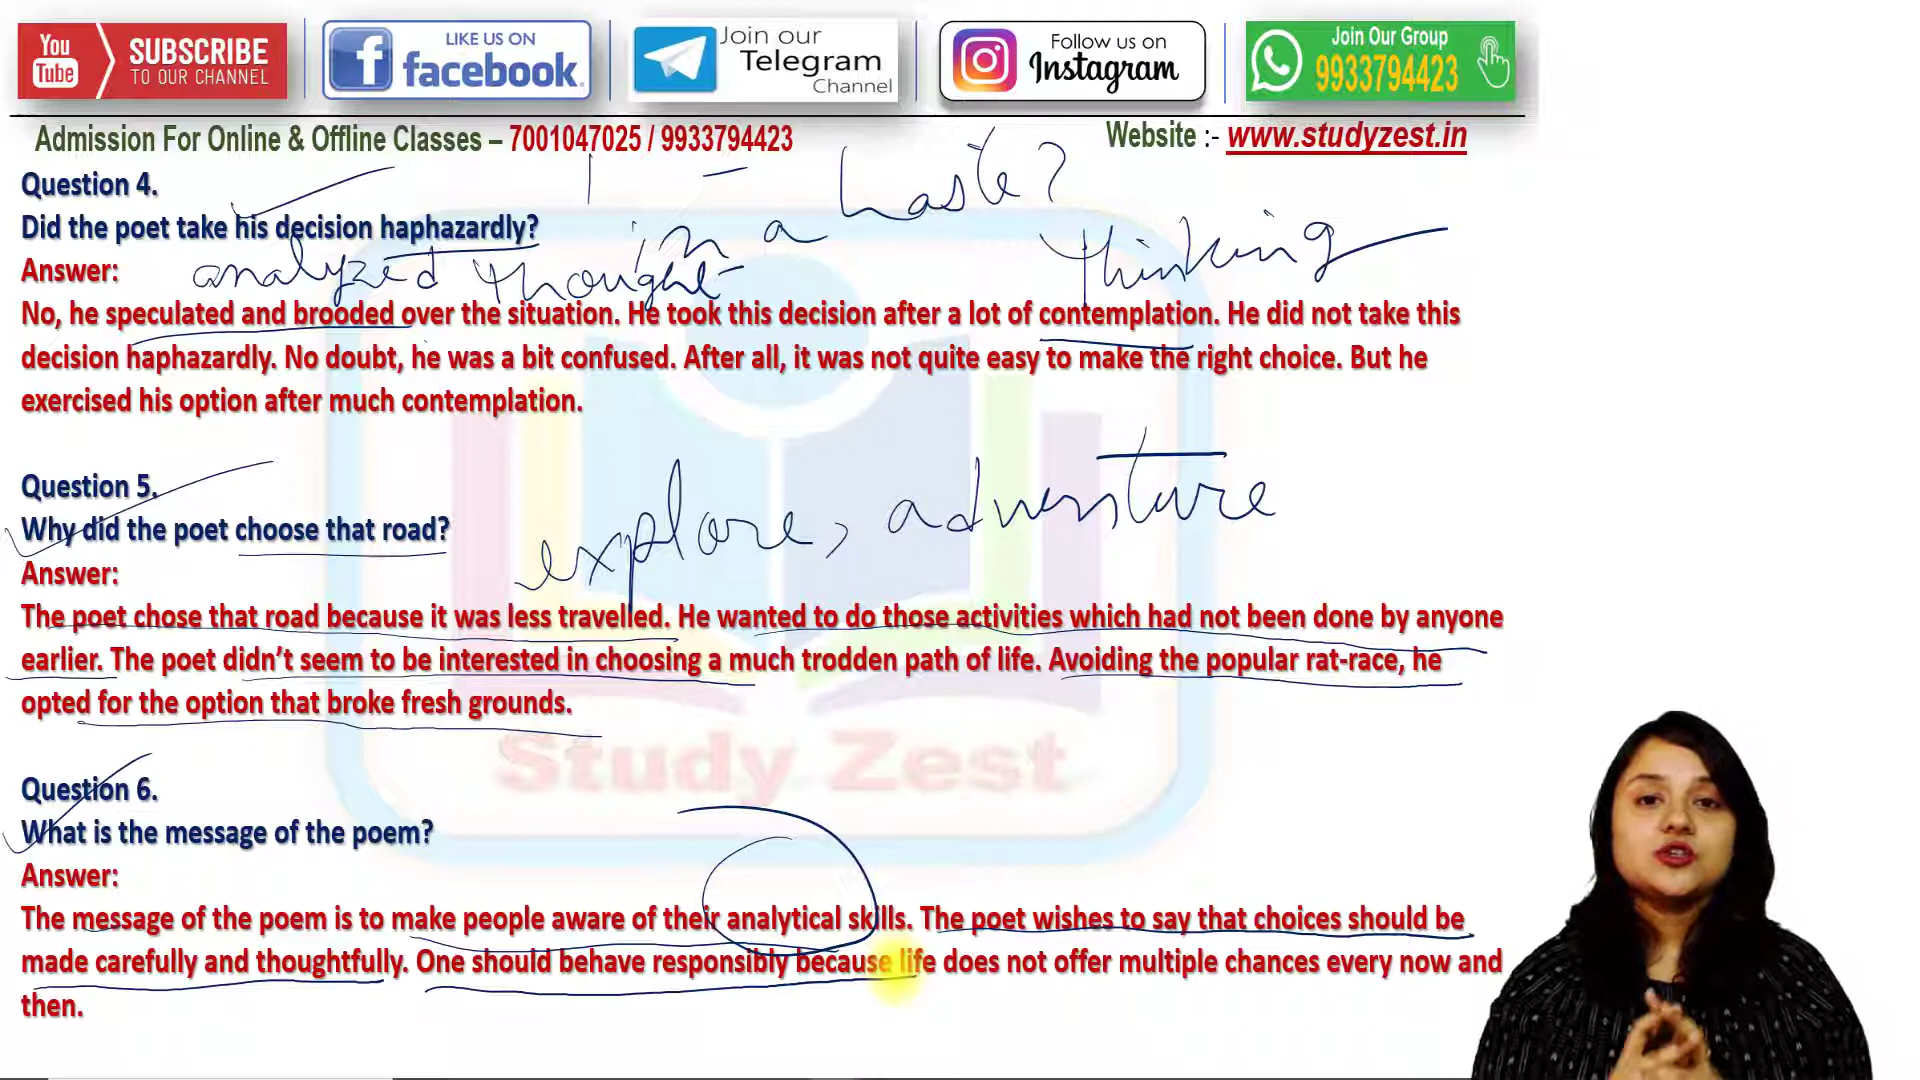 You Tube SUBSCRIBE TO OUR CHANNEL
LIKE US ON facebook.
Join our Telegram Channel
Follow us on Instagram
Join Our Group 9933794423
Admission For Online & Offline Classes – 7001047025 / 9933794423
Website :- www.studyzest.in
Question 4.
in a haste?
Did the poet take his decision haphazardly?
Answer:
analyzed thought
thinking
No, he speculated and brooded over the situation. He took this decision after a lot of contemplation. He did not take this
decision haphazardly. No doubt, he was a bit confused. After all, it was not quite easy to make the right choice. But he
exercised his option after much contemplation.
Question 5.
Why did the poet choose that road?
explore, adventure
Answer:
The poet chose that road because it was less travelled. He wanted to do those activities which had not been done by anyone
earlier. The poet didn't seem to be interested in choosing a much trodden path of life. Avoiding the popular rat-race, he
opted for the option that broke fresh grounds.
Study Zest
Question 6.
What is the message of the poem?
Answer:
The message of the poem is to make people aware of their analytical skills. The poet wishes to say that choices should be
made carefully and thoughtfully. One should behave responsibly because life does not offer multiple chances every now and
then.